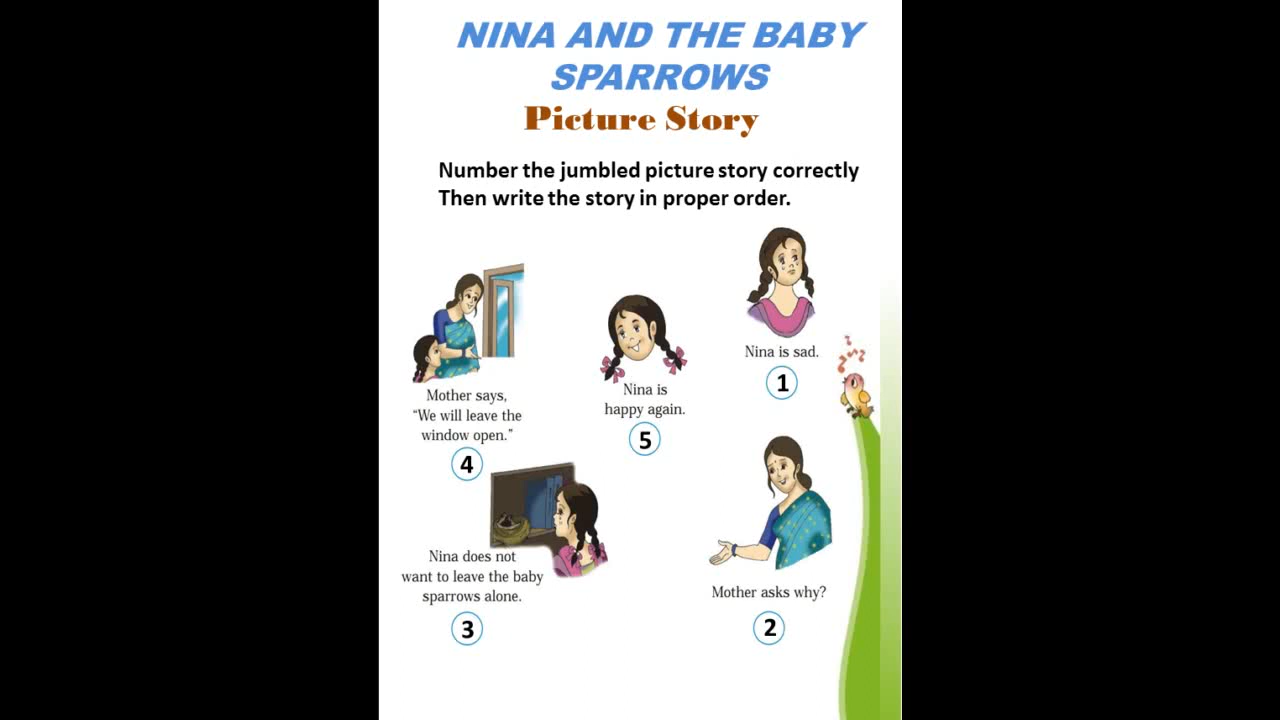 NINA AND THE BABY
SPARROWS
Picture Story
Number the jumbled picture story correctly
Then write the story in proper order.
Nina is sad.
1
Mother says,
“We will leave the
window open.”
4
Nina is
happy again.
5
Nina does not
want to leave the baby
sparrows alone.
3
Mother asks why?
2